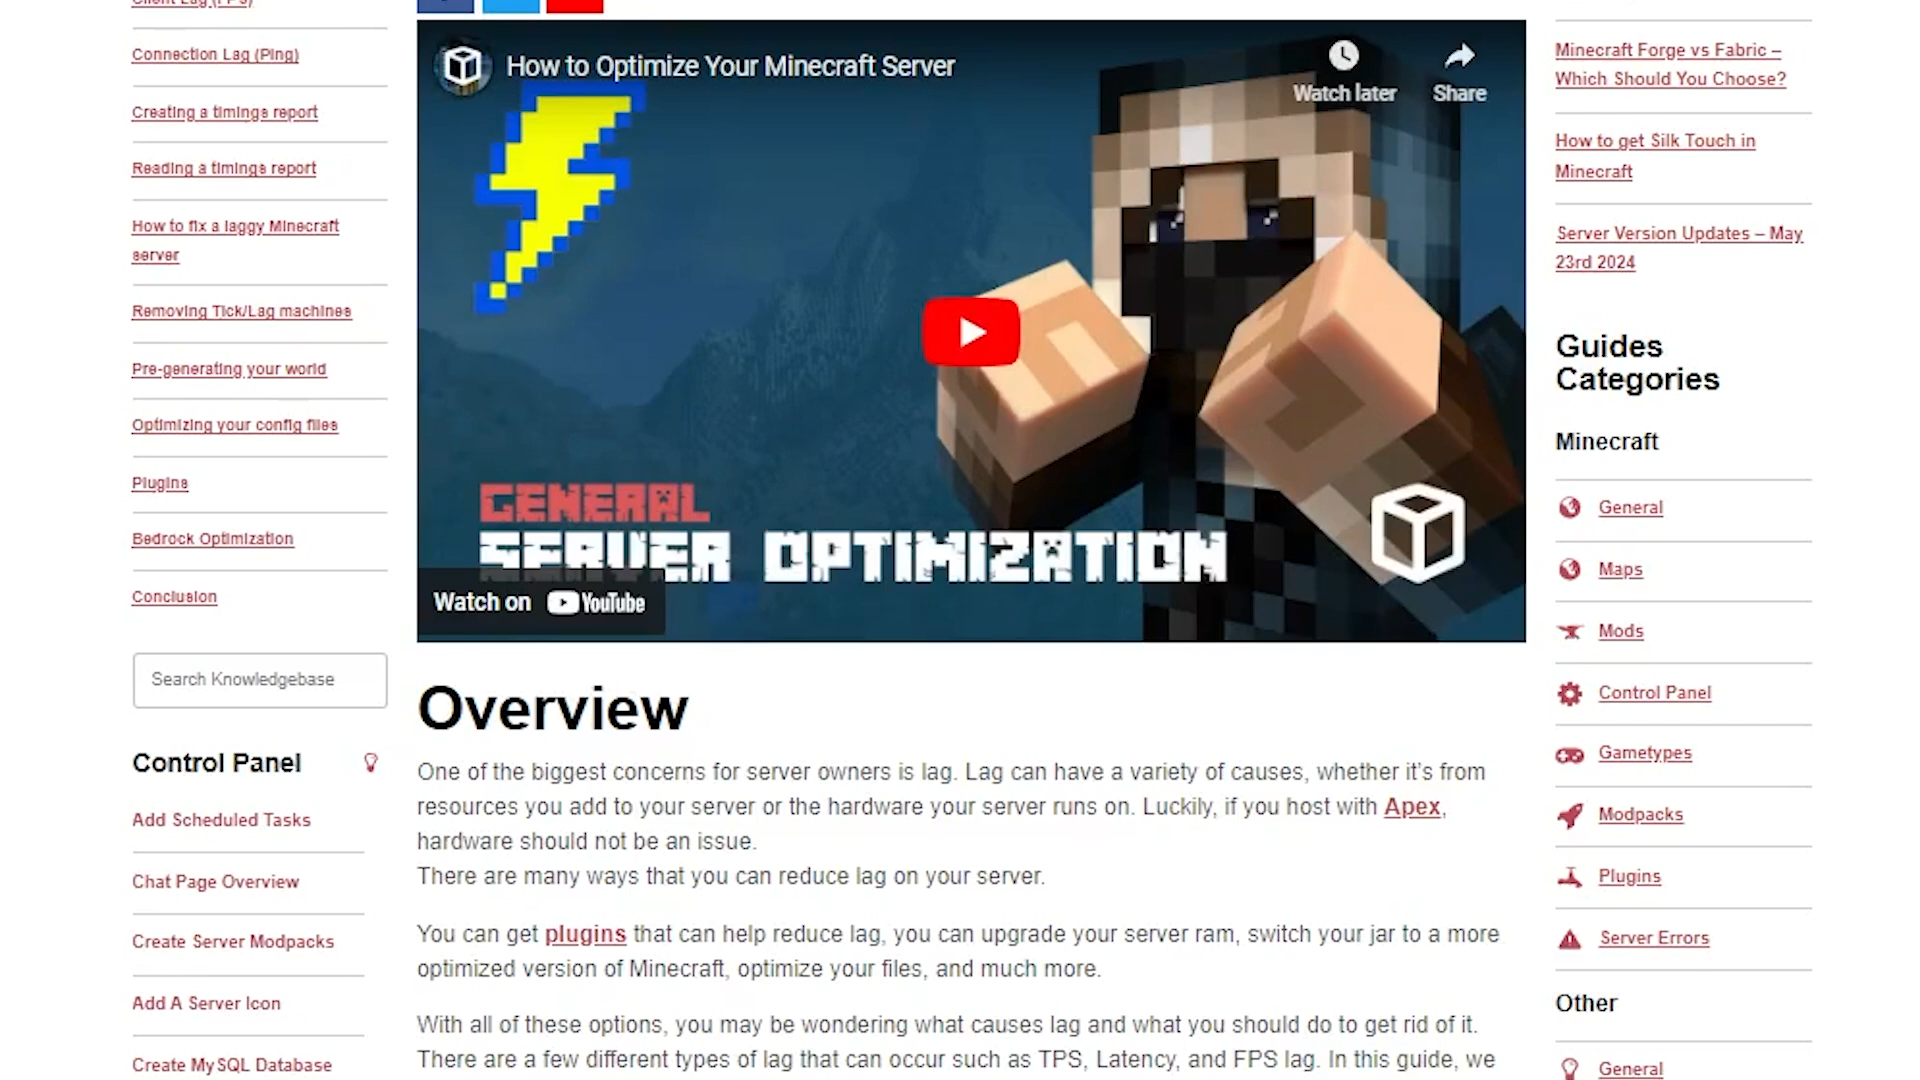 Client Lag (FPS)
Connection Lag (Ping)
Creating a timings report
Reading a timings report
How to fix a laggy Minecraft
server
Removing Tick/Lag machines
Pre-generating your world
Optimizing your config files
Plugins
Bedrock Optimization
Conclusion
Search Knowledgebase
Control Panel
Add Scheduled Tasks
Chat Page Overview
Create Server Modpacks
Add A Server Icon
Create MySQL Database
How to Optimize Your Minecraft Server
Watch later
Share
GENERAL
SERVER OPTIMIZATION
Watch on YouTube
Overview
One of the biggest concerns for server owners is lag. Lag can have a variety of causes, whether it's from
resources you add to your server or the hardware your server runs on. Luckily, if you host with Apex,
hardware should not be an issue.
There are many ways that you can reduce lag on your server.
You can get plugins that can help reduce lag, you can upgrade your server ram, switch your jar to a more
optimized version of Minecraft, optimize your files, and much more.
With all of these options, you may be wondering what causes lag and what you should do to get rid of it.
There are a few different types of lag that can occur such as TPS, Latency, and FPS lag. In this guide, we
Minecraft Forge vs Fabric –
Which Should You Choose?
How to get Silk Touch in
Minecraft
Server Version Updates – May
23rd 2024
Guides
Categories
Minecraft
General
Maps
Mods
Control Panel
Gametypes
Modpacks
Plugins
Server Errors
Other
General